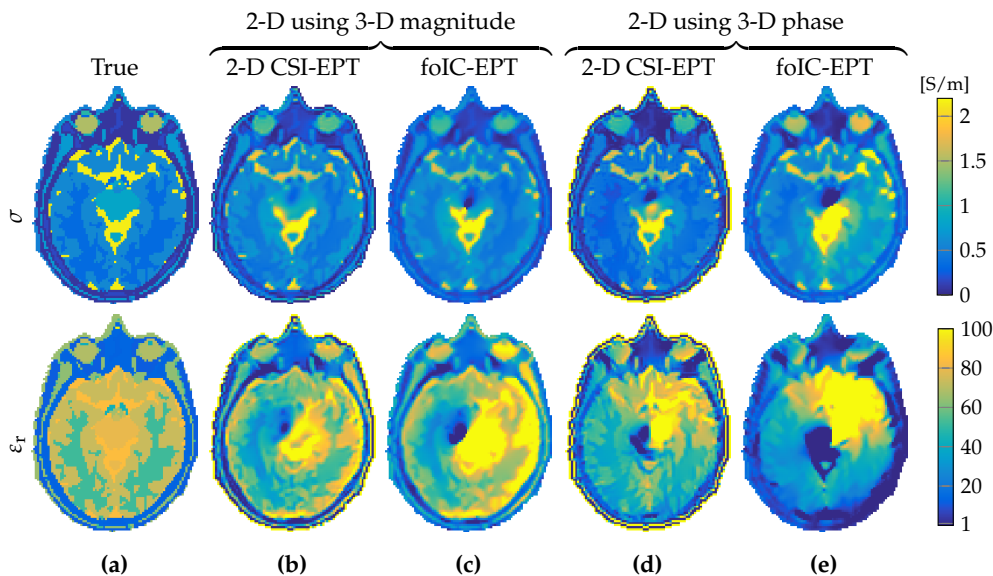 2-D using 3-D magnitude 2-D using 3-D phase
True 2-D CSI-EPT foIC-EPT 2-D CSI-EPT foIC-EPT
[S/m]
2
1.5
σ
1
0.5
0
100
80
60
εr
40
20
1
(a) (b) (c) (d) (e)